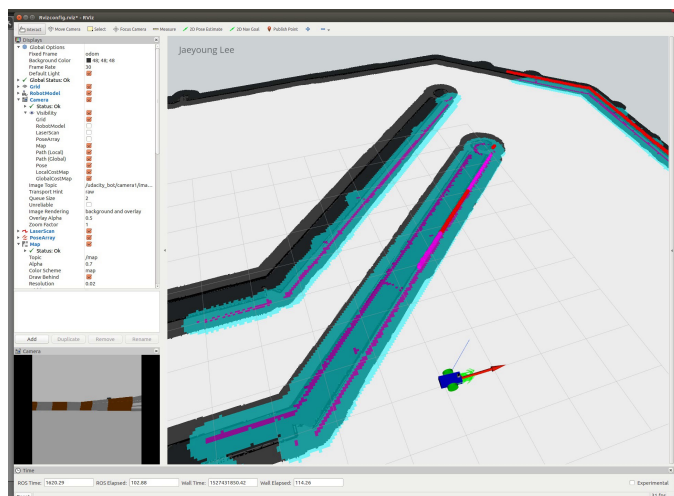 Rvizconfig.rviz* - RViz
Interact Move Camera Select Focus Camera Measure 2D Pose Estimate 2D Nav Goal Publish Point
Displays
Global Options
Fixed Frame odom
Background Color 48; 48; 48
Frame Rate 30
Default Light
Global Status: Ok
Grid
RobotModel
Camera
Status: Ok
Visibility
Grid
RobotModel
LaserScan
PoseArray
Map
Path (Local)
Path (Global)
Pose
LocalCostMap
GlobalCostMap
Image Topic /udacity_bot/camera1/ima...
Transport Hint raw
Queue Size 2
Unreliable
Image Rendering background and overlay
Overlay Alpha 0.5
Zoom Factor 1
LaserScan
PoseArray
Map
Status: Ok
Topic /map
Alpha 0.7
Color Scheme map
Draw Behind
Resolution 0.02
Add Duplicate Remove Rename
Camera
Jaeyoung Lee
Time
ROS Time: 1620.29 ROS Elapsed: 102.88 Wall Time: 1527431850.42 Wall Elapsed: 114.26 Experimental